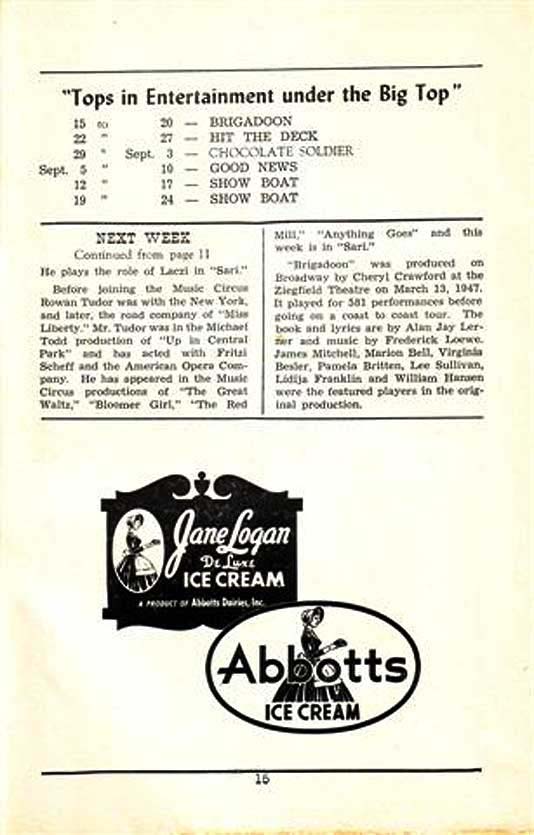 "Tops in Entertainment under the Big Top"
15 to 20 — BRIGADOON
22 " 27 — HIT THE DECK
29 " Sept. 3 — CHOCOLATE SOLDIER
Sept. 5 " 10 — GOOD NEWS
12 " 17 — SHOW BOAT
19 " 24 — SHOW BOAT
NEXT WEEK
Continued from page 11
He plays the role of Laczi in "Sari."
Before joining the Music Circus
Rowan Tudor was with the New York,
and later, the road company of "Miss
Liberty." Mr. Tudor was in the Michael
Todd production of "Up in Central
Park" and has acted with Fritzi
Scheff and the American Opera Com-
pany. He has appeared in the Music
Circus productions of "The Great
Waltz," "Bloomer Girl," "The Red
Mill," "Anything Goes" and this
week is in "Sari."
"Brigadoon" was produced on
Broadway by Cheryl Crawford at the
Ziegfield Theatre on March 13, 1947.
It played for 581 performances before
going on a coast to coast tour. The
book and lyrics are by Alan Jay Ler-
ner and music by Frederick Loewe.
James Mitchell, Marion Bell, Virginia
Besler, Pamela Britten, Lee Sullivan,
Lidija Franklin and William Hansen
were the featured players in the orig-
inal production.
Jane Logan
De Luxe
ICE CREAM
A PRODUCT OF Abbotts Dairies, Inc.
Abbotts
ICE CREAM
15